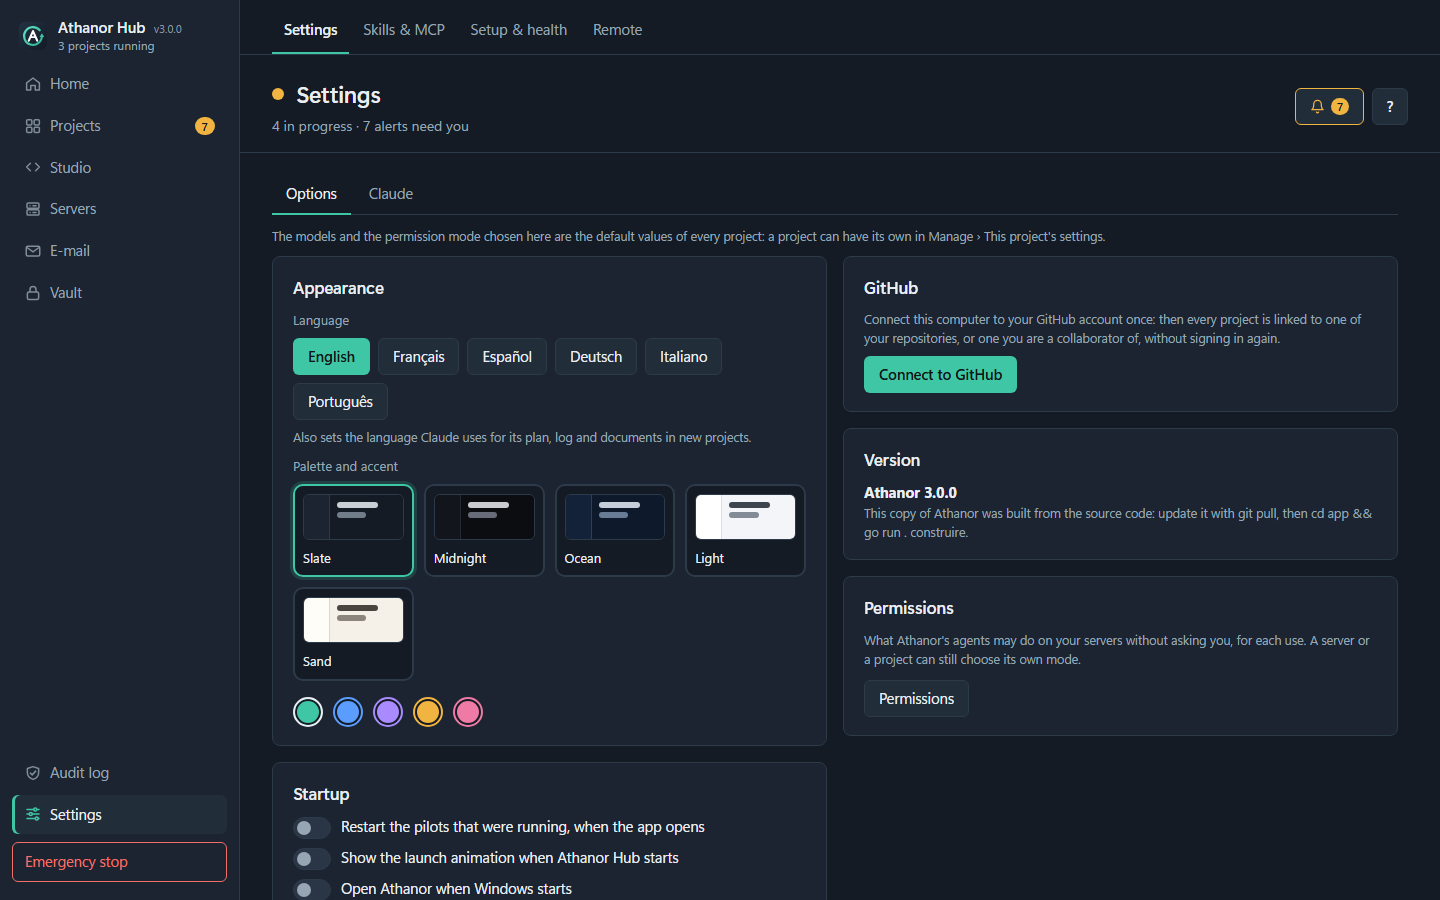 Athanor Hub v3.0.0
3 projects running
Home
Projects 7
Studio
Servers
E-mail
Vault
Audit log
Settings
Emergency stop
Settings Skills & MCP Setup & health Remote
Settings
4 in progress · 7 alerts need you
7
?
Options Claude
The models and the permission mode chosen here are the default values of every project: a project can have its own in Manage › This project's settings.
Appearance
Language
English Français Español Deutsch Italiano
Português
Also sets the language Claude uses for its plan, log and documents in new projects.
Palette and accent
Slate Midnight Ocean Light
Sand
Startup
Restart the pilots that were running, when the app opens
Show the launch animation when Athanor Hub starts
Open Athanor when Windows starts
GitHub
Connect this computer to your GitHub account once: then every project is linked to one of
your repositories, or one you are a collaborator of, without signing in again.
Connect to GitHub
Version
Athanor 3.0.0
This copy of Athanor was built from the source code: update it with git pull, then cd app &&
go run . construire.
Permissions
What Athanor's agents may do on your servers without asking you, for each use. A server or
a project can still choose its own mode.
Permissions